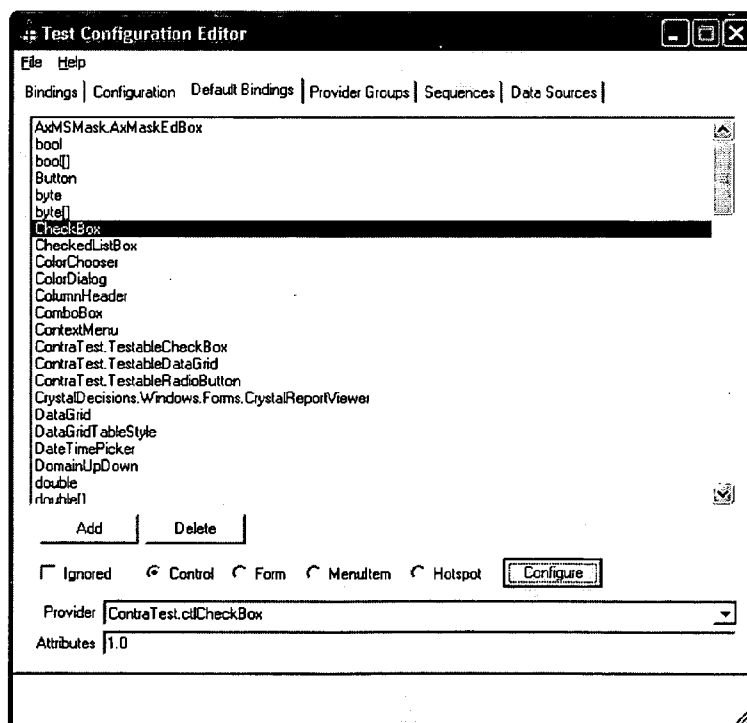 Test Configuration Editor
File Help
Bindings Configuration Default Bindings Provider Groups Sequences Data Sources
AxMSMask.AxMaskEdBox
bool
bool[]
Button
byte
byte[]
CheckBox
CheckedListBox
ColorChooser
ColorDialog
ColumnHeader
ComboBox
ContextMenu
ContraTest.TestableCheckBox
ContraTest.TestableDataGrid
ContraTest.TestableRadioButton
CrystalDecisions.Windows.Forms.CrystalReportViewer
DataGrid
DataGridTableStyle
DateTimePicker
DomainUpDown
double
double[]
Add Delete
Ignored Control Form MenuItem Hotspot Configure
Provider ContraTest.ctlCheckBox
Attributes 1.0